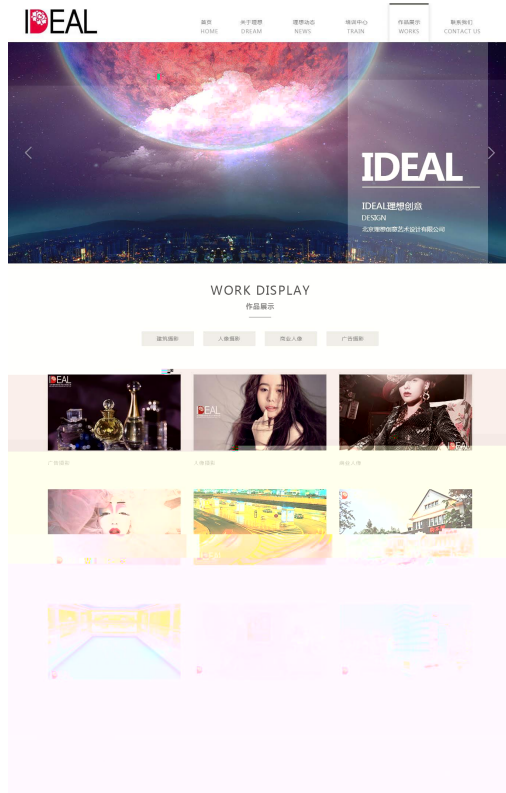 IDEAL
首页
HOME
关于理想
DREAM
理想动态
NEWS
培训中心
TRAIN
作品展示
WORKS
联系我们
CONTACT US
IDEAL
IDEAL理想创意
DESIGN
北京理想创意艺术设计有限公司
WORK DISPLAY
作品展示
建筑摄影
人像摄影
商业人像
广告摄影
IDEAL
IDEAL
IDEAL
广告摄影
人像摄影
商业人像